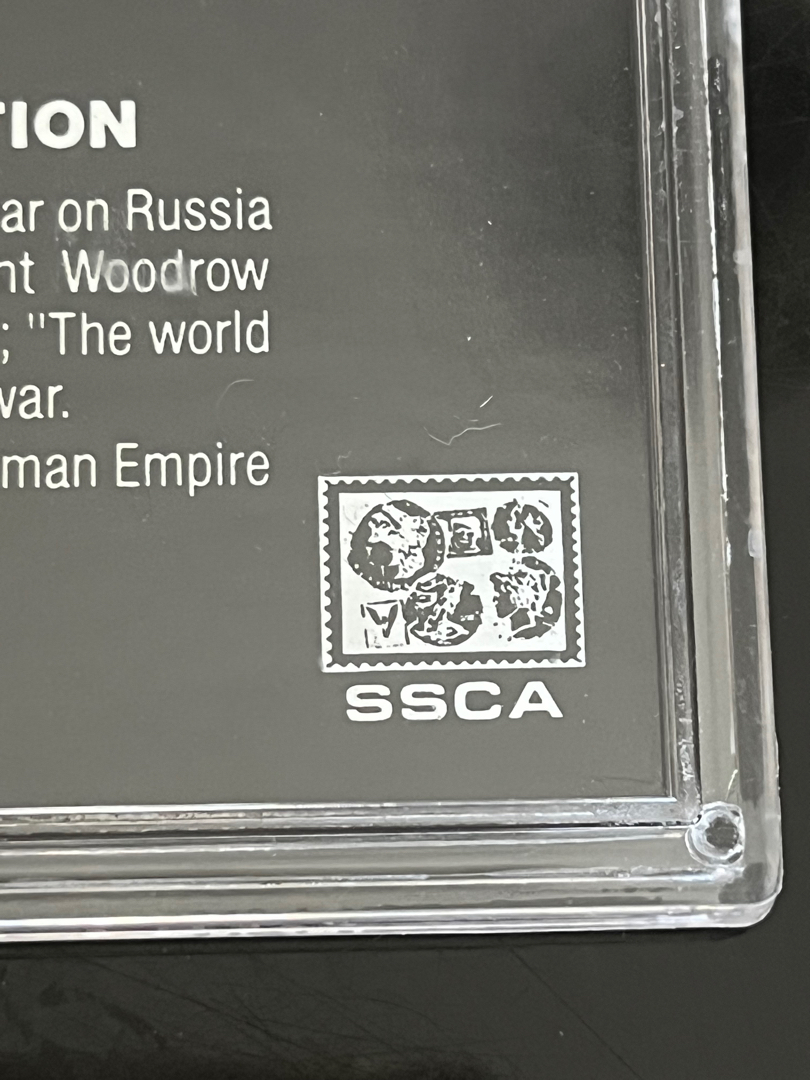 TION
ar on Russia
nt Woodrow
; "The world
war.
man Empire
SSCA